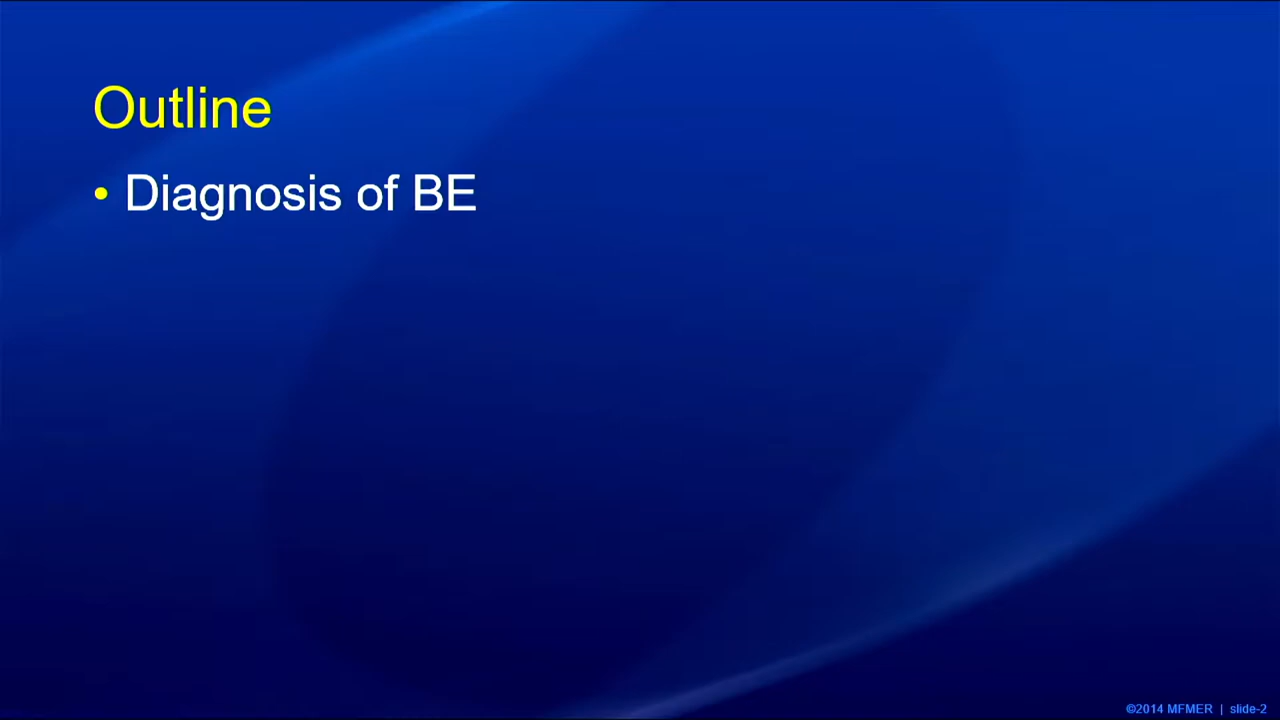 Outline
• Diagnosis of BE
©2014 MFMER | slide-2